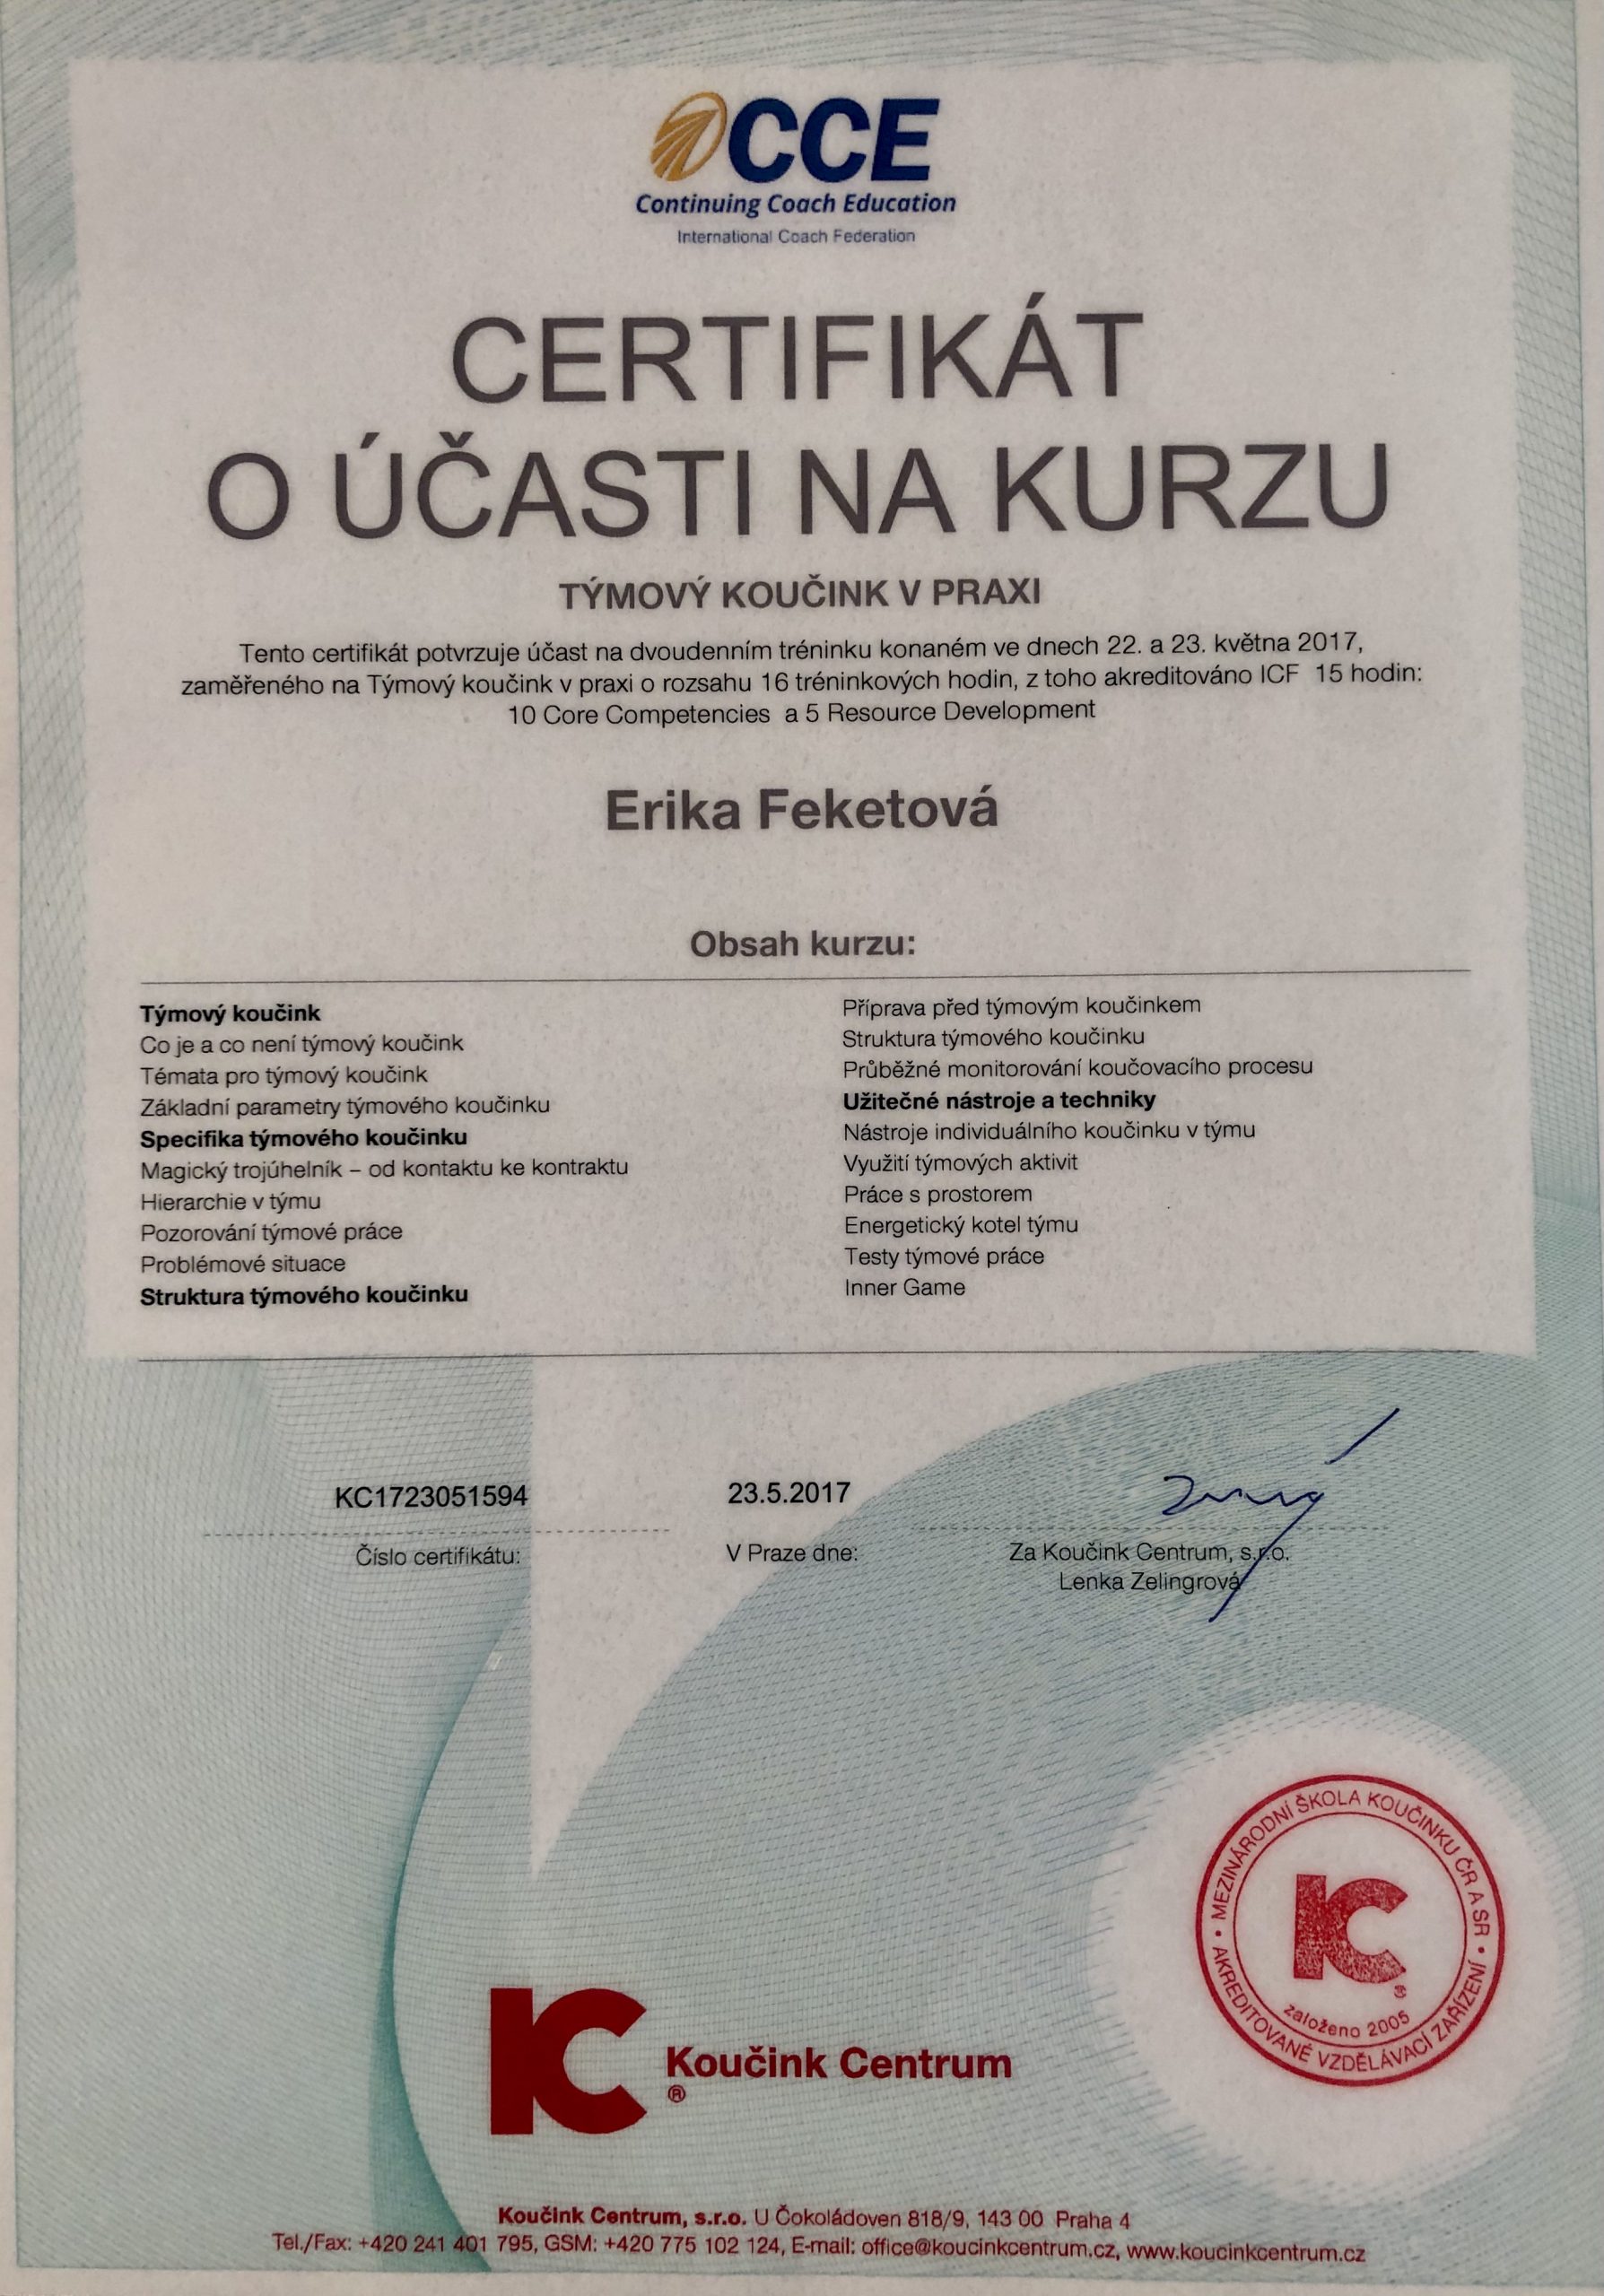 CCE
Continuing Coach Education
International Coach Federation
CERTIFIKÁT
O ÚČASTI NA KURZU
TÝMOVÝ KOUČINK V PRAXI
Tento certifikát potvrzuje účast na dvoudenním tréninku konaném ve dnech 22. a 23. května 2017,
zaměřeného na Týmový koučink v praxi o rozsahu 16 tréninkových hodin, z toho akreditováno ICF 15 hodin:
10 Core Competencies a 5 Resource Development
Erika Feketová
Obsah kurzu:
Týmový koučink
Co je a co není týmový koučink
Témata pro týmový koučink
Základní parametry týmového koučinku
Specifika týmového koučinku
Magický trojúhelník – od kontaktu ke kontraktu
Hierarchie v týmu
Pozorování týmové práce
Problémové situace
Struktura týmového koučinku
Příprava před týmovým koučinkem
Struktura týmového koučinku
Průběžné monitorování koučovacího procesu
Užitečné nástroje a techniky
Nástroje individuálního koučinku v týmu
Využití týmových aktivit
Práce s prostorem
Energetický kotel týmu
Testy týmové práce
Inner Game
KC1723051594
Číslo certifikátu:
23.5.2017
V Praze dne:
Za Koučink Centrum, s.r.o.
Lenka Zelingrová
• MEZINÁRODNÍ ŠKOLA KOUČINKU ČR A SR •
KC®
založeno 2005
AKREDITOVANÉ VZDĚLÁVACÍ ZAŘÍZENÍ
KC® Koučink Centrum
Koučink Centrum, s.r.o. U Čokoládoven 818/9, 143 00 Praha 4
Tel./Fax: +420 241 401 795, GSM: +420 775 102 124, E-mail: office@koucinkcentrum.cz, www.koucinkcentrum.cz